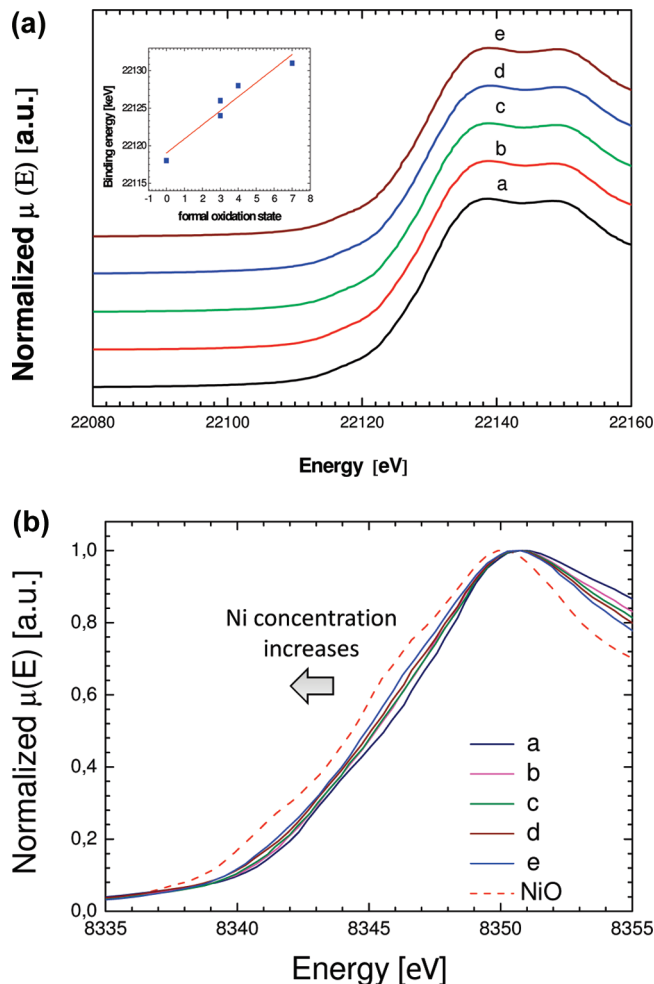 (a)
Normalized μ (E) [a.u.]
Binding energy [keV]
22130
22125
22120
22115
-1 0 1 2 3 4 5 6 7 8
formal oxidation state
e
d
c
b
a
22080 22100 22120 22140 22160
Energy [eV]
(b)
Normalized μ(E) [a.u.]
1,0
0,8
0,6
0,4
0,2
0,0
Ni concentration
increases
a
b
c
d
e
NiO
8335 8340 8345 8350 8355
Energy [eV]